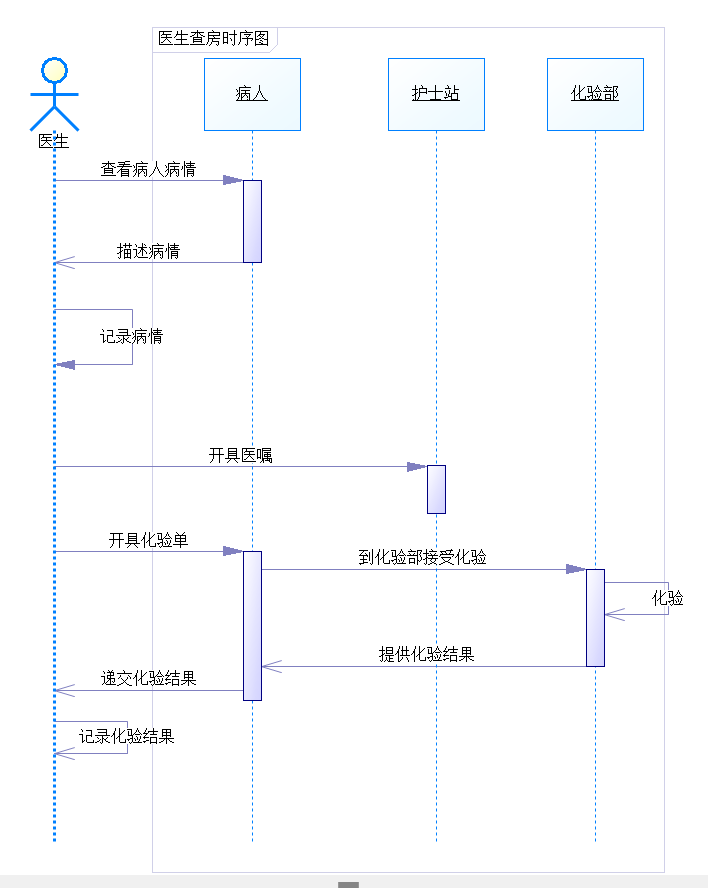 医生查房时序图
病人
护士站
化验部
医生
查看病人病情
描述病情
记录病情
开具医嘱
开具化验单
到化验部接受化验
化验
提供化验结果
递交化验结果
记录化验结果